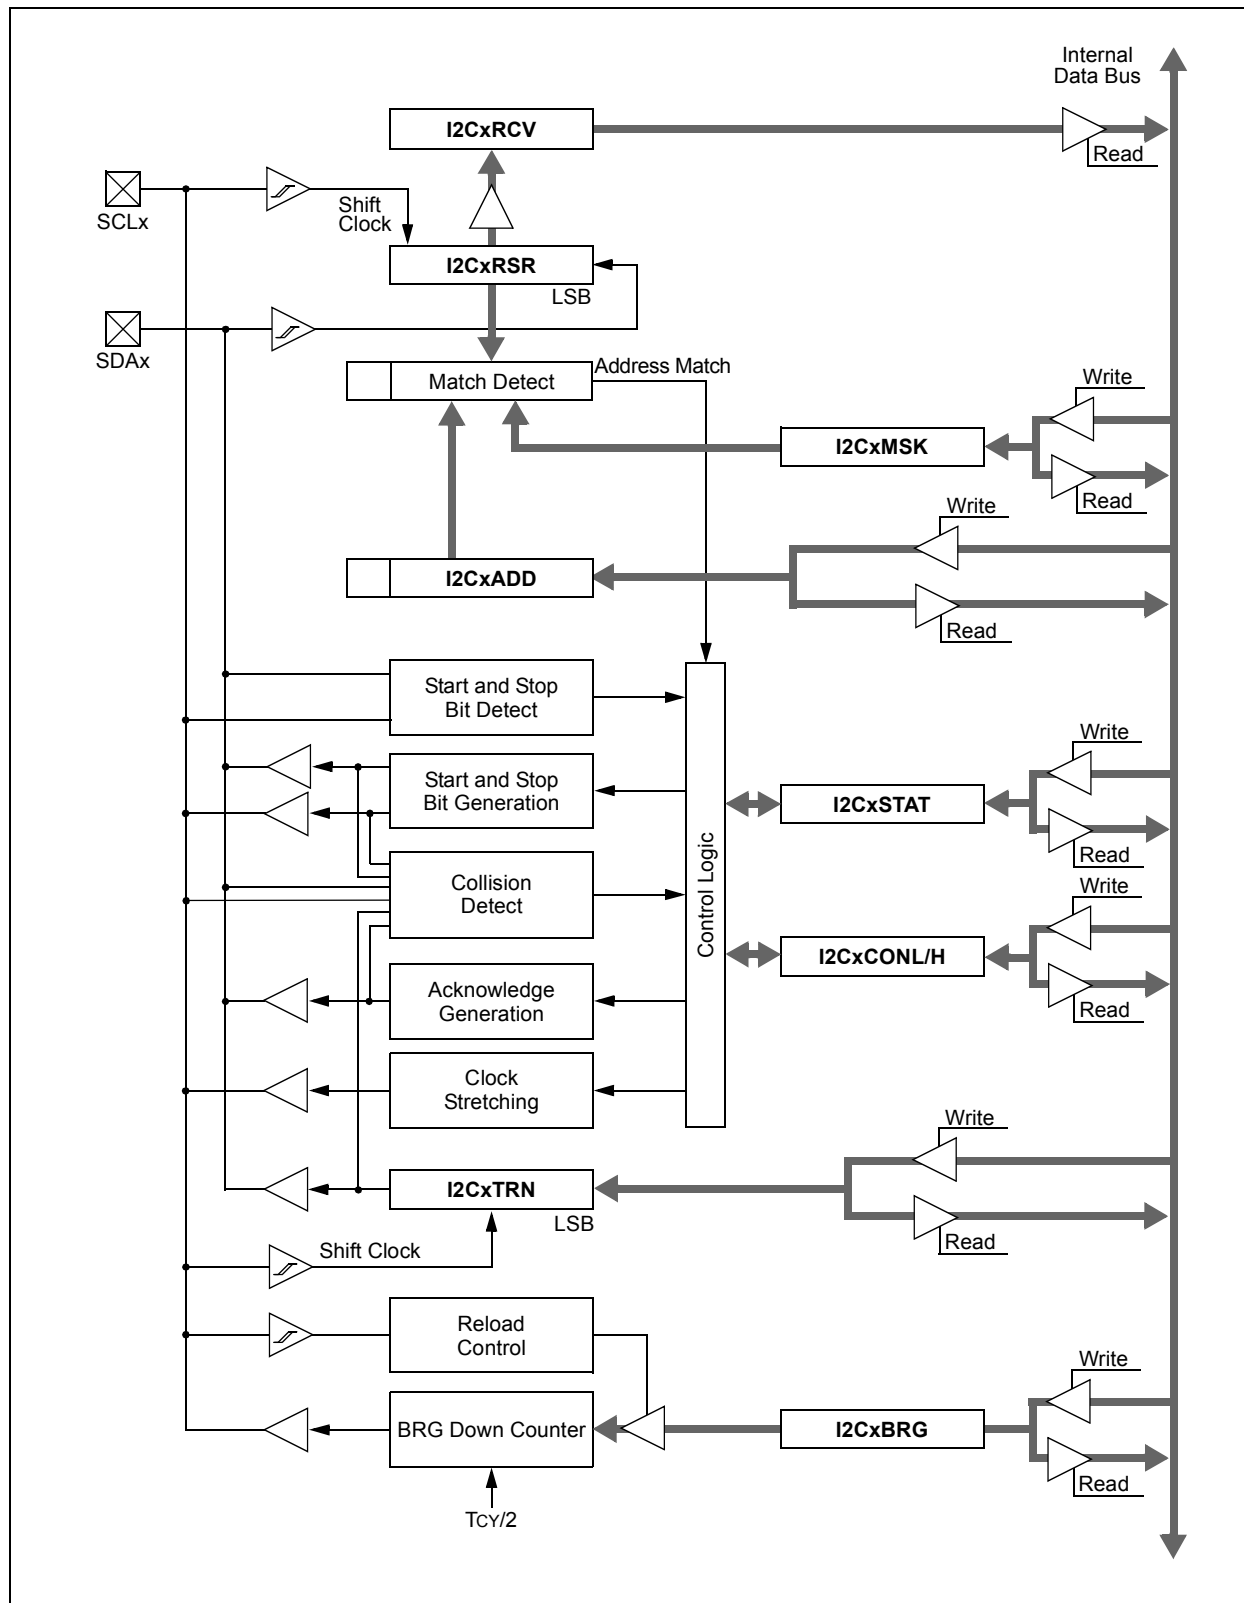 Internal
Data Bus
I2CxRCV
Read
SCLx
Shift
Clock
I2CxRSR
LSB
SDAx
Match Detect
Address Match
Write
I2CxMSK
Read
Write
I2CxADD
Read
Start and Stop
Bit Detect
Start and Stop
Bit Generation
Write
I2CxSTAT
Read
Collision
Detect
Control Logic
Write
I2CxCONL/H
Read
Acknowledge
Generation
Clock
Stretching
Write
I2CxTRN
LSB
Read
Shift Clock
Reload
Control
Write
BRG Down Counter
I2CxBRG
Read
TCY/2